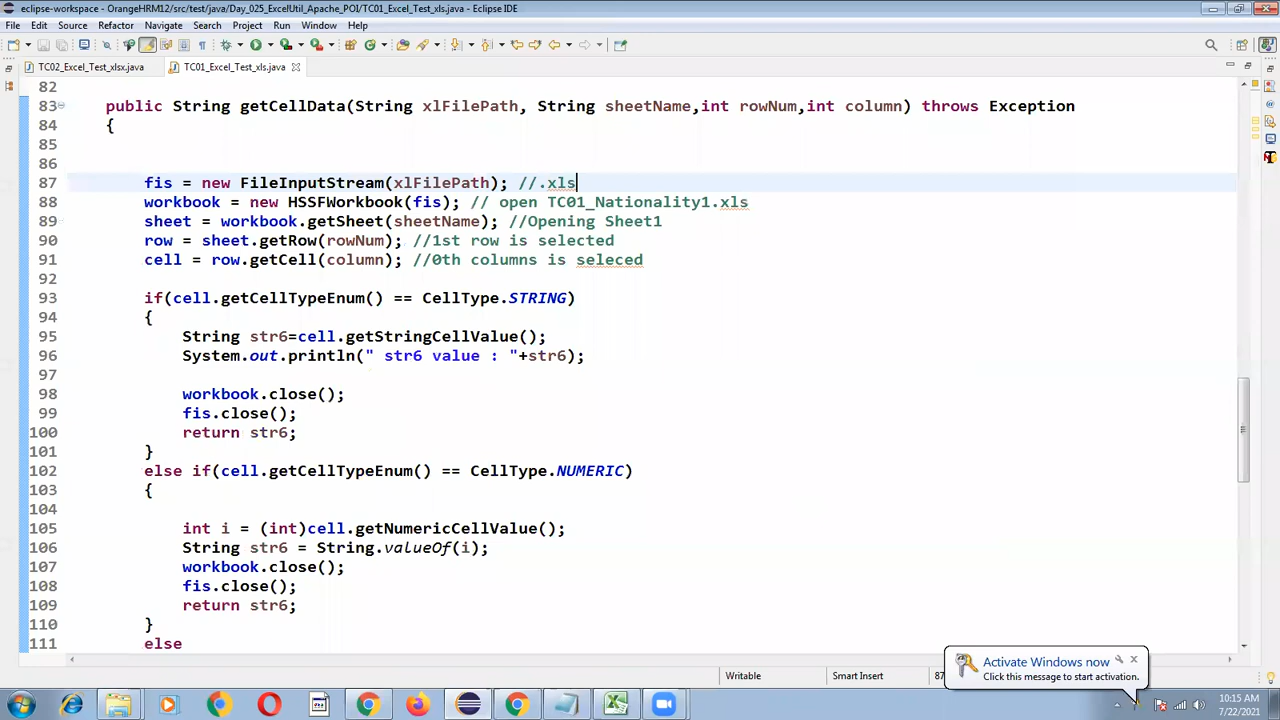 eclipse-workspace - OrangeHRM12/src/test/java/Day_025_ExcelUtil_Apache_POI/TC01_Excel_Test_xls.java - Eclipse IDE
File Edit Source Refactor Navigate Search Project Run Window Help
TC02_Excel_Test_xlsx.java TC01_Excel_Test_xls.java
82
83 public String getCellData(String xlFilePath, String sheetName,int rowNum,int column) throws Exception
84 {
85
86
87 fis = new FileInputStream(xlFilePath); //.xls
88 workbook = new HSSFWorkbook(fis); // open TC01_Nationality1.xls
89 sheet = workbook.getSheet(sheetName); //Opening Sheet1
90 row = sheet.getRow(rowNum); //1st row is selected
91 cell = row.getCell(column); //0th columns is seleced
92
93 if(cell.getCellTypeEnum() == CellType.STRING)
94 {
95 String str6=cell.getStringCellValue();
96 System.out.println(" str6 value : "+str6);
97
98 workbook.close();
99 fis.close();
100 return str6;
101 }
102 else if(cell.getCellTypeEnum() == CellType.NUMERIC)
103 {
104
105 int i = (int)cell.getNumericCellValue();
106 String str6 = String.valueOf(i);
107 workbook.close();
108 fis.close();
109 return str6;
110 }
111 else
Activate Windows now
Click this message to start activation.
Writable Smart Insert 87
10:15 AM
7/22/2021